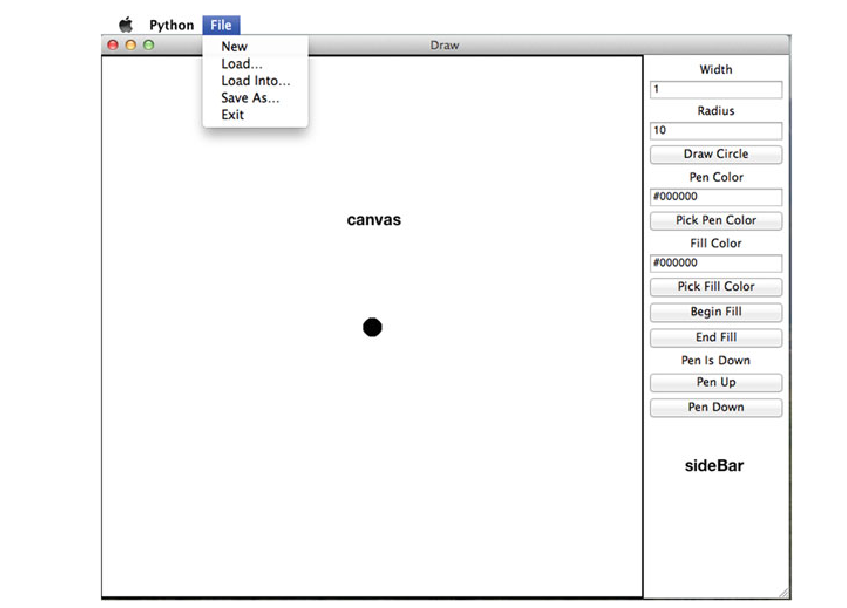 Python File
Draw
New
Load...
Load Into...
Save As...
Exit
canvas
Width
1
Radius
10
Draw Circle
Pen Color
#000000
Pick Pen Color
Fill Color
#000000
Pick Fill Color
Begin Fill
End Fill
Pen Is Down
Pen Up
Pen Down
sideBar